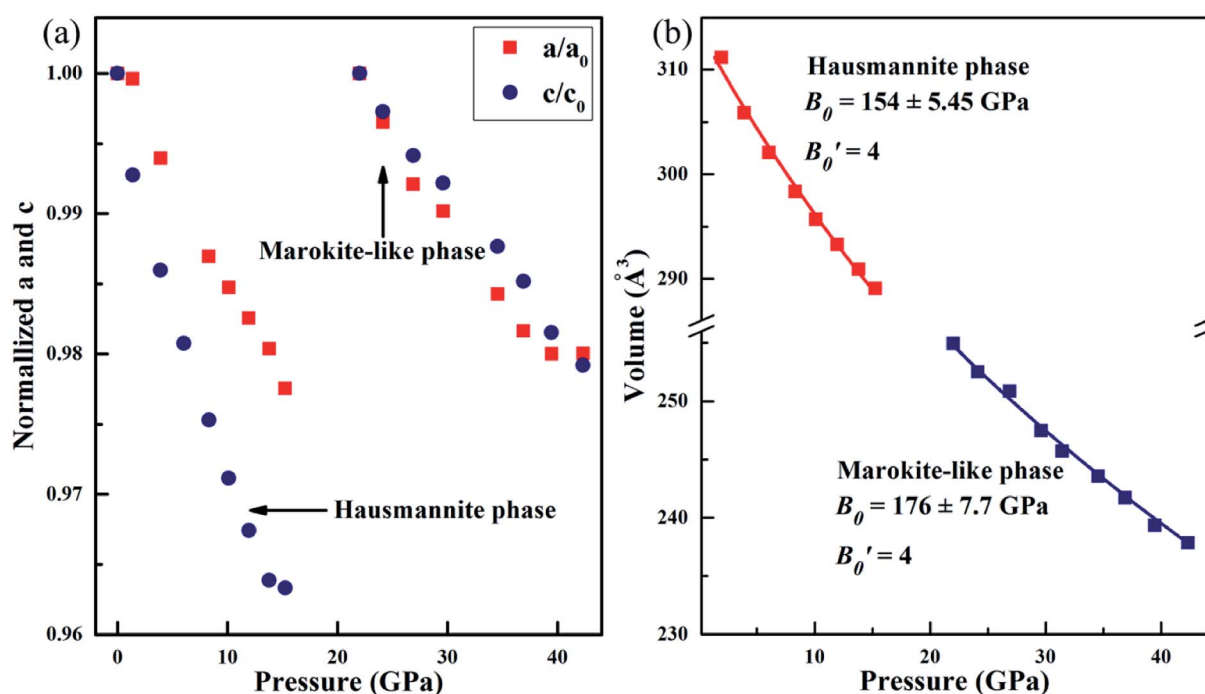 (a)
a/a₀
c/c₀
1.00
0.99
0.98
0.97
0.96
Normallized a and c
Marokite-like phase
Hausmannite phase
0
10
20
30
40
Pressure (GPa)
(b)
Hausmannite phase
B₀ = 154 ± 5.45 GPa
B₀′ = 4
310
300
290
250
240
230
Volume (Å³)
Marokite-like phase
B₀ = 176 ± 7.7 GPa
B₀′ = 4
10
20
30
40
Pressure (GPa)